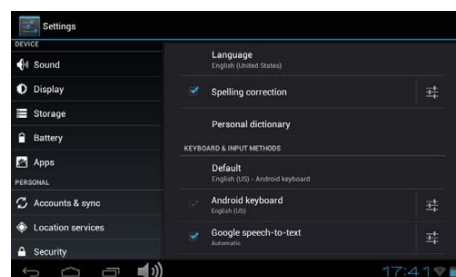 Settings
DEVICE
Sound
Display
Storage
Battery
Apps
PERSONAL
Accounts & sync
Location services
Security
Language
English (United States)
Spelling correction
Personal dictionary
KEYBOARD & INPUT METHODS
Default
English (US) - Android keyboard
Android keyboard
English (US)
Google speech-to-text
Automatic
17:41